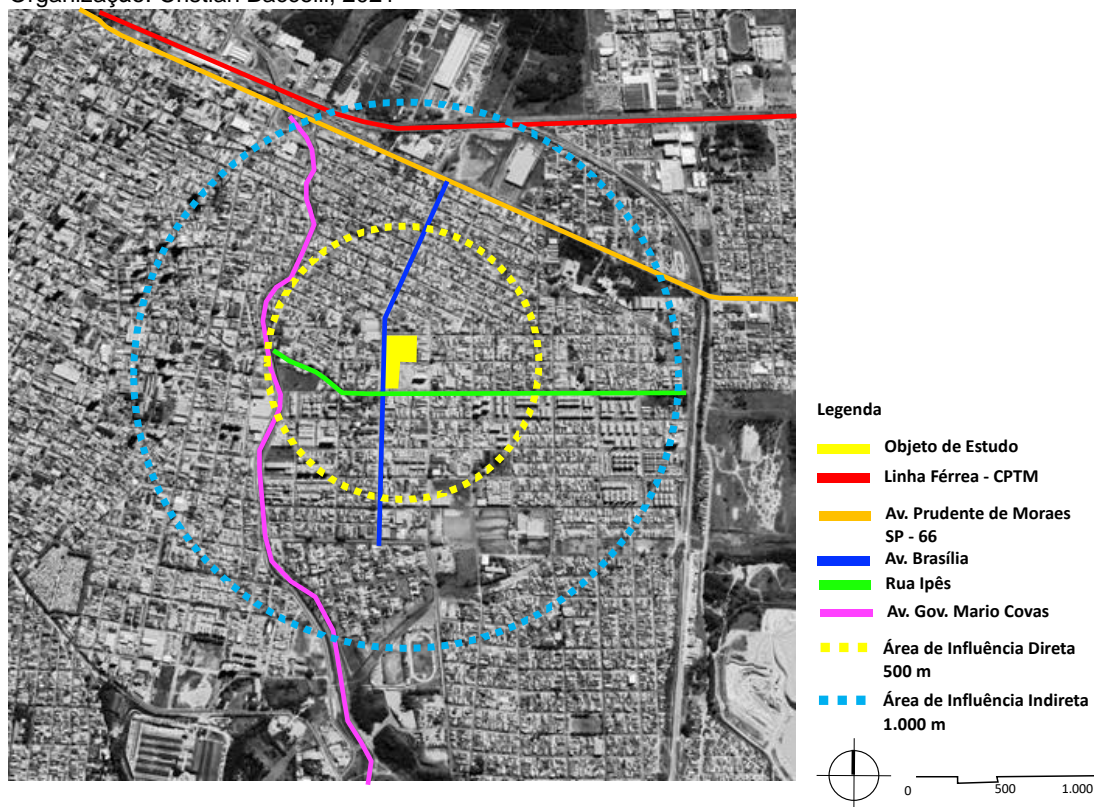 Legenda
Objeto de Estudo
Linha Férrea - CPTM
Av. Prudente de Moraes
SP - 66
Av. Brasília
Rua Ipês
Av. Gov. Mario Covas
Área de Influência Direta
500 m
Área de Influência Indireta
1.000 m
0 500 1.000